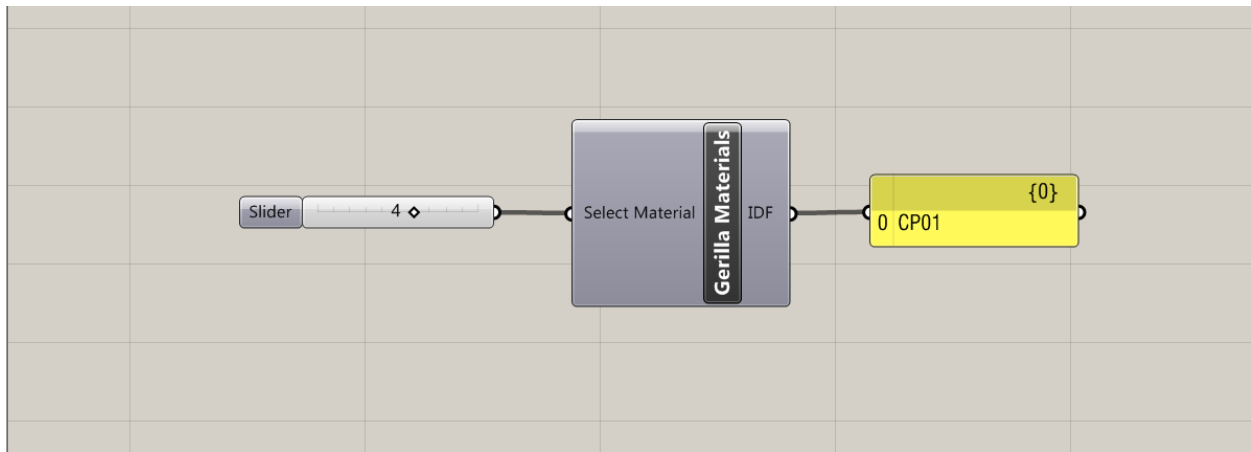 Slider
4
Select Material
Gerilla Materials
IDF
{0}
0 CP01